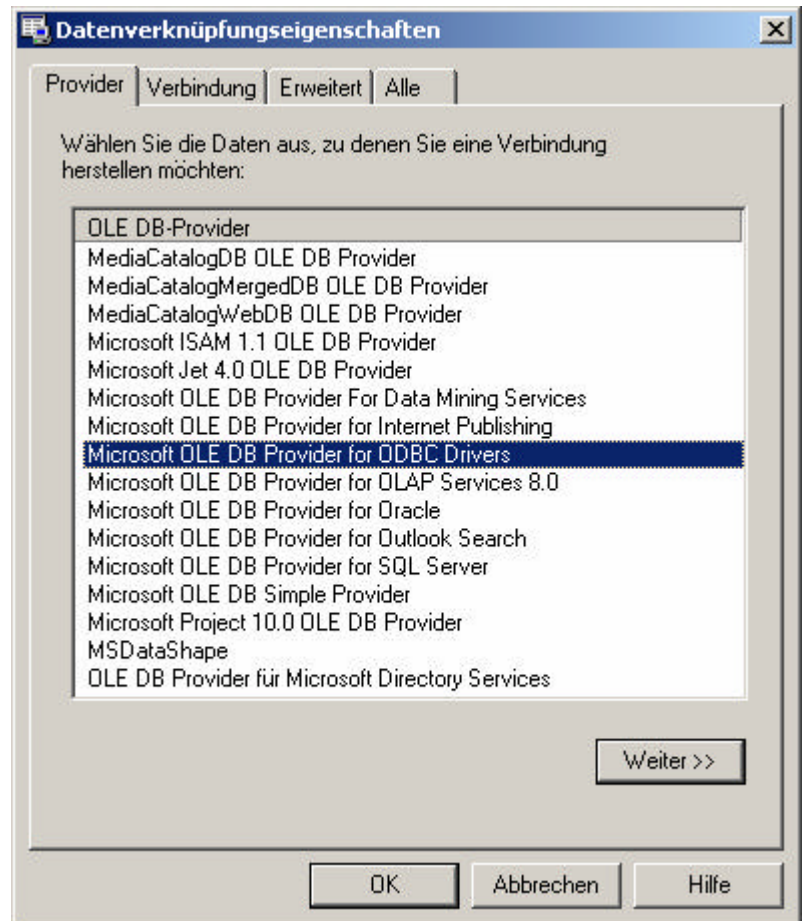 Datenverknüpfungseigenschaften
Provider Verbindung Erweitert Alle
Wählen Sie die Daten aus, zu denen Sie eine Verbindung
herstellen möchten:
OLE DB-Provider
MediaCatalogDB OLE DB Provider
MediaCatalogMergedDB OLE DB Provider
MediaCatalogWebDB OLE DB Provider
Microsoft ISAM 1.1 OLE DB Provider
Microsoft Jet 4.0 OLE DB Provider
Microsoft OLE DB Provider For Data Mining Services
Microsoft OLE DB Provider for Internet Publishing
Microsoft OLE DB Provider for ODBC Drivers
Microsoft OLE DB Provider for OLAP Services 8.0
Microsoft OLE DB Provider for Oracle
Microsoft OLE DB Provider for Outlook Search
Microsoft OLE DB Provider for SQL Server
Microsoft OLE DB Simple Provider
Microsoft Project 10.0 OLE DB Provider
MSDataShape
OLE DB Provider für Microsoft Directory Services
Weiter >>
OK Abbrechen Hilfe